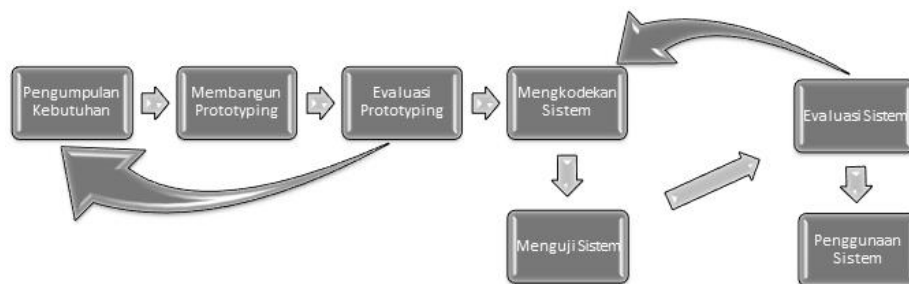 Pengumpulan
Kebutuhan
Membangun
Prototyping
Evaluasi
Prototyping
Mengkodekan
Sistem
Evaluasi Sistem
Menguji Sistem
Penggunaan
Sistem